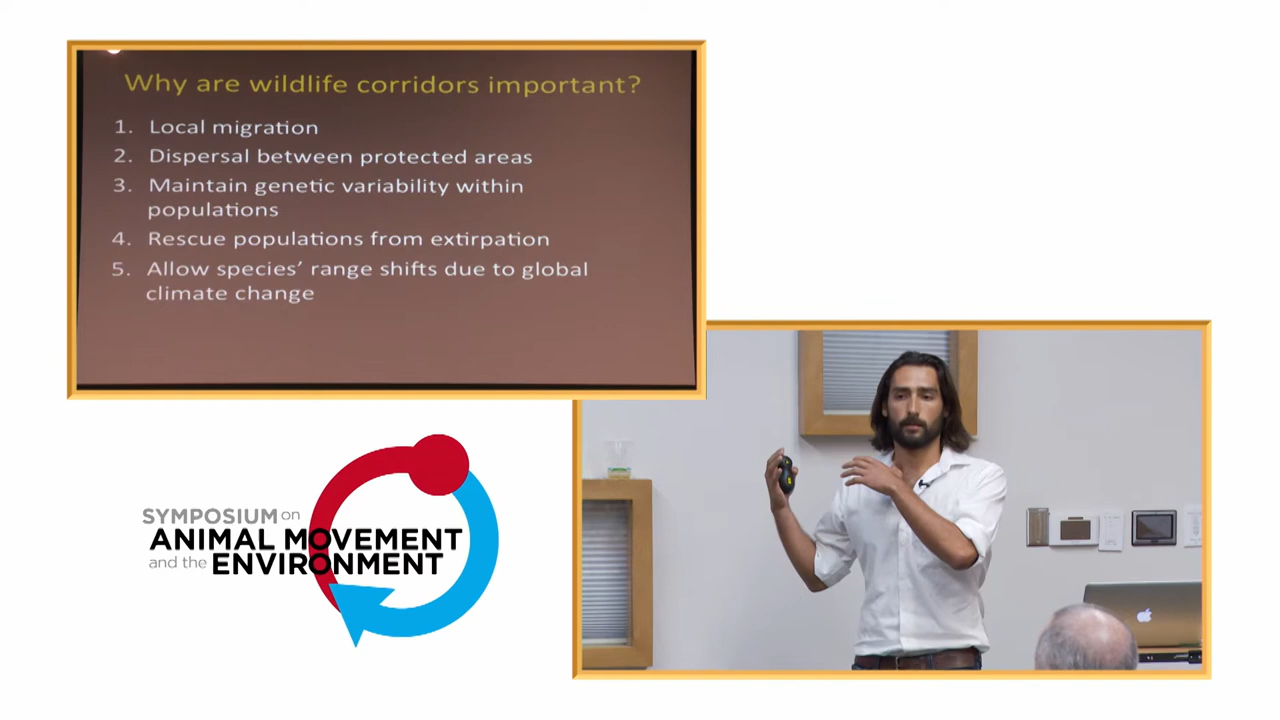 Why are wildlife corridors important?
1. Local migration
2. Dispersal between protected areas
3. Maintain genetic variability within
populations
4. Rescue populations from extirpation
5. Allow species’ range shifts due to global
climate change
SYMPOSIUM on
ANIMAL MOVEMENT
and the ENVIRONMENT